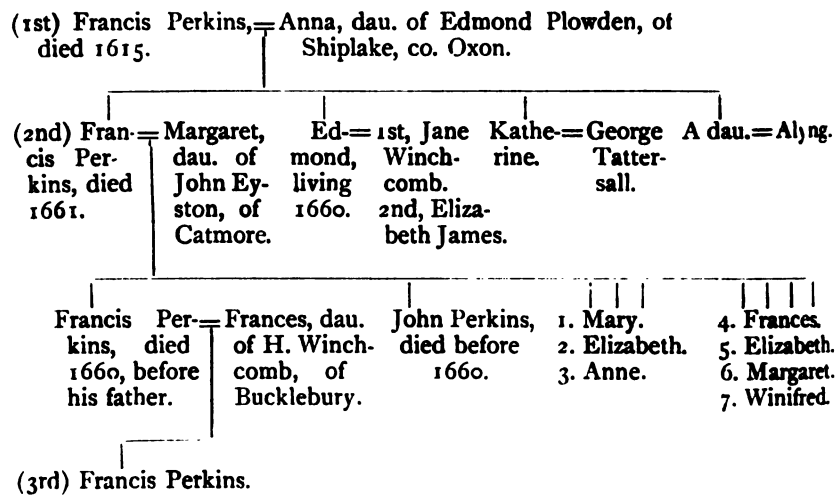 (1st) Francis Perkins,=Anna, dau. of Edmond Plowden, of
died 1615. Shiplake, co. Oxon.
(2nd) Fran-=Margaret, Ed-=1st, Jane Kathe-=George A dau.=Alyng.
cis Per- dau. of mond, Winch- rine. Tatter-
kins, died John Ey- living comb. sall.
1661. ston, of 1660. 2nd, Eliza-
Catmore. beth James.
Francis Per-=Frances, dau. John Perkins, 1. Mary. 4. Frances.
kins, died of H. Winch- died before 2. Elizabeth. 5. Elizabeth.
1660, before comb, of 1660. 3. Anne. 6. Margaret.
his father. Bucklebury. 7. Winifred.
(3rd) Francis Perkins.